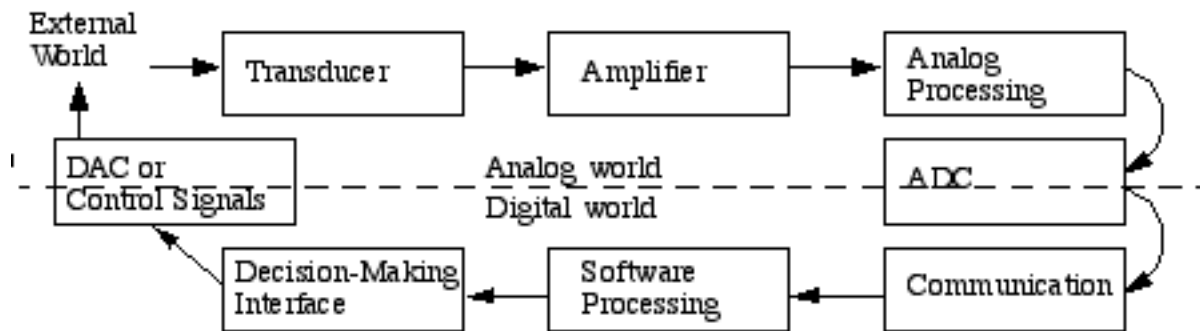 External
World
Transducer
Amplifier
Analog
Processing
DAC or
Control Signals
Analog world
Digital world
ADC
Decision-Making
Interface
Software
Processing
Communication